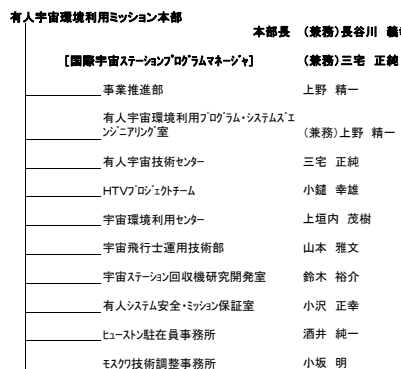 有人宇宙環境利用ミッション本部
本部長 (兼務)長谷川 義
[国際宇宙ステーションプログラムマネージャ] (兼務)三宅 正純
事業推進部 上野 精一
有人宇宙環境利用プログラム・システムズエ
ンジニアリング室 (兼務)上野 精一
有人宇宙技術センター 三宅 正純
HTVプロジェクトチーム 小鑓 幸雄
宇宙環境利用センター 上垣内 茂樹
宇宙飛行士運用技術部 山本 雅文
宇宙ステーション回収機研究開発室 鈴木 裕介
有人システム安全・ミッション保証室 小沢 正幸
ヒューストン駐在員事務所 酒井 純一
モスクワ技術調整事務所 小坂 明